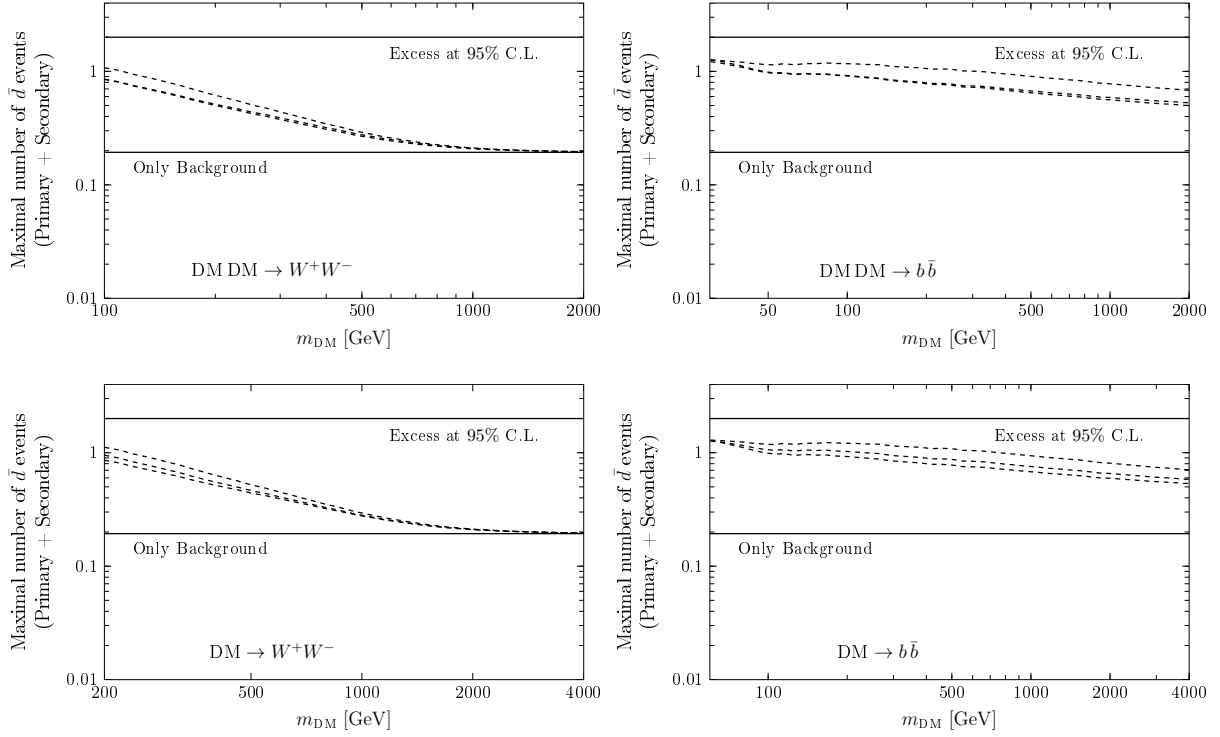 Maximal number of d̄ events
(Primary + Secondary)
1
0.1
0.01
Excess at 95% C.L.
Only Background
DM DM → W⁺W⁻
100 500 1000 2000
m_DM [GeV]
Maximal number of d̄ events
(Primary + Secondary)
1
0.1
0.01
Excess at 95% C.L.
Only Background
DM DM → b b̄
50 100 500 1000 2000
m_DM [GeV]
Maximal number of d̄ events
(Primary + Secondary)
1
0.1
0.01
Excess at 95% C.L.
Only Background
DM → W⁺W⁻
200 500 1000 2000 4000
m_DM [GeV]
Maximal number of d̄ events
(Primary + Secondary)
1
0.1
0.01
Excess at 95% C.L.
Only Background
DM → b b̄
100 500 1000 2000 4000
m_DM [GeV]